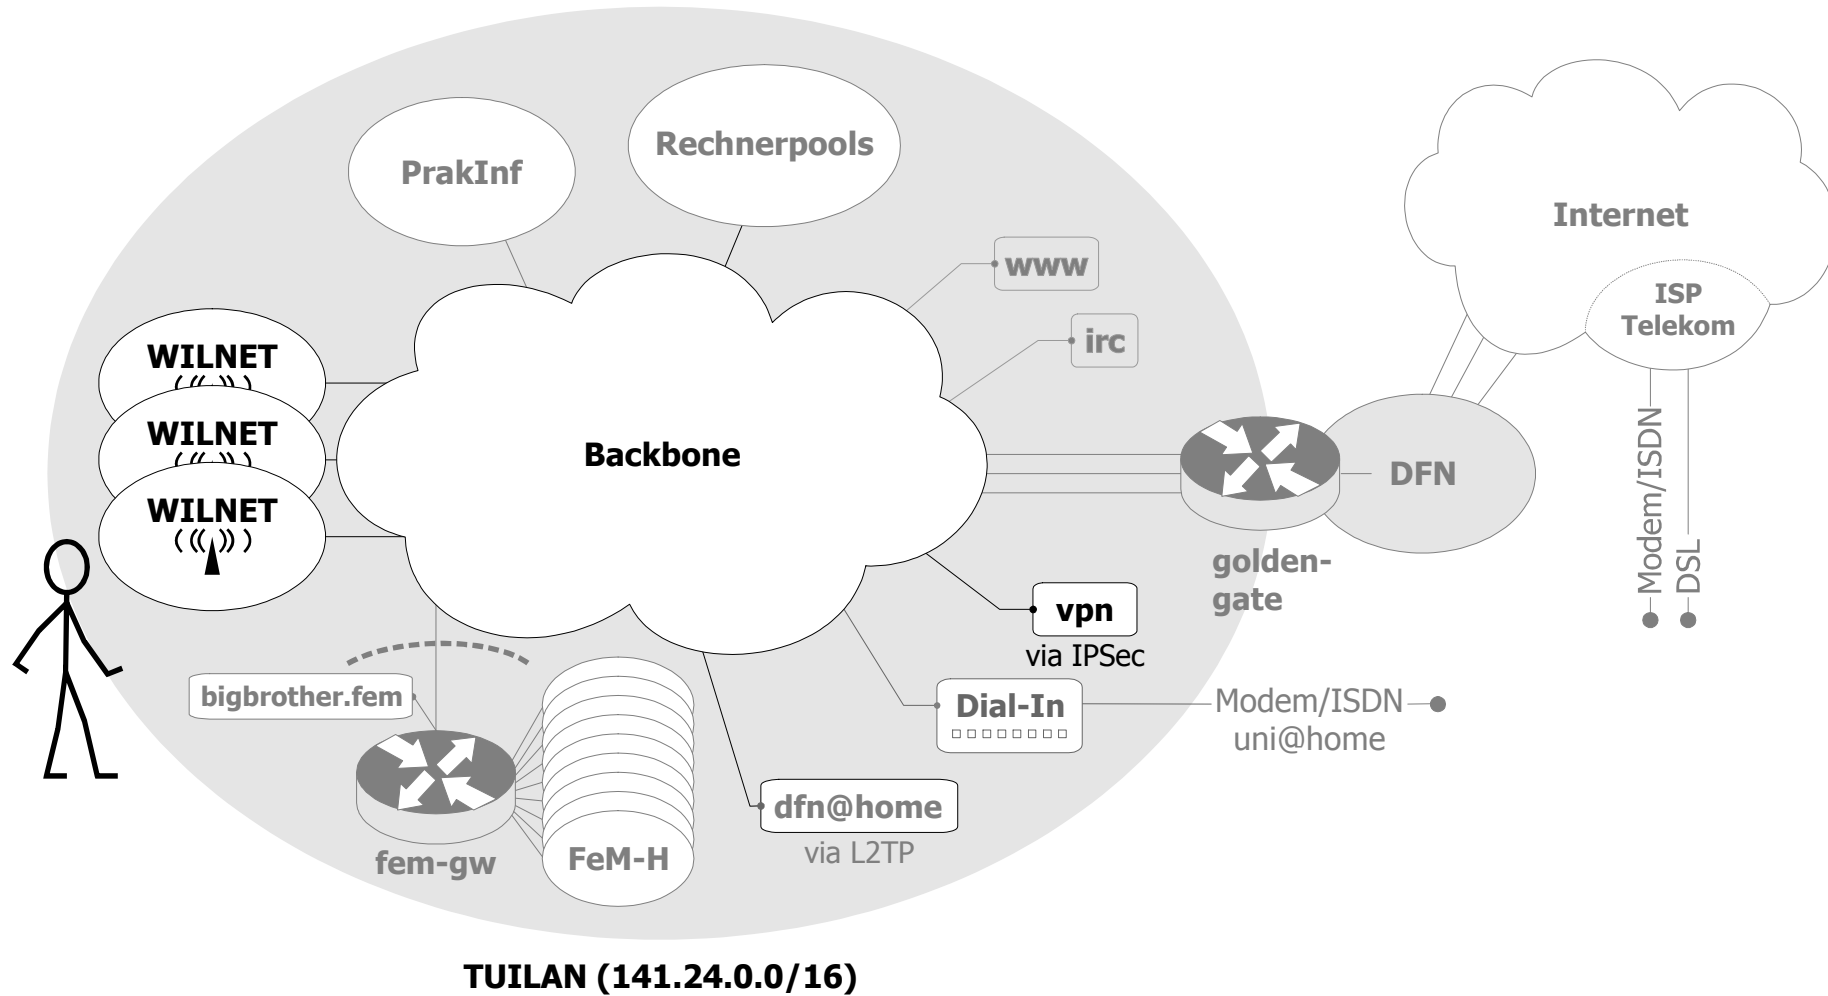 PrakInf
Rechnerpools
Internet
ISP
Telekom
www
irc
WILNET
WILNET
WILNET
Backbone
DFN
golden-
gate
Modem/ISDN
DSL
vpn
via IPSec
bigbrother.fem
Dial-In
Modem/ISDN
uni@home
dfn@home
via L2TP
fem-gw
FeM-H
TUILAN (141.24.0.0/16)